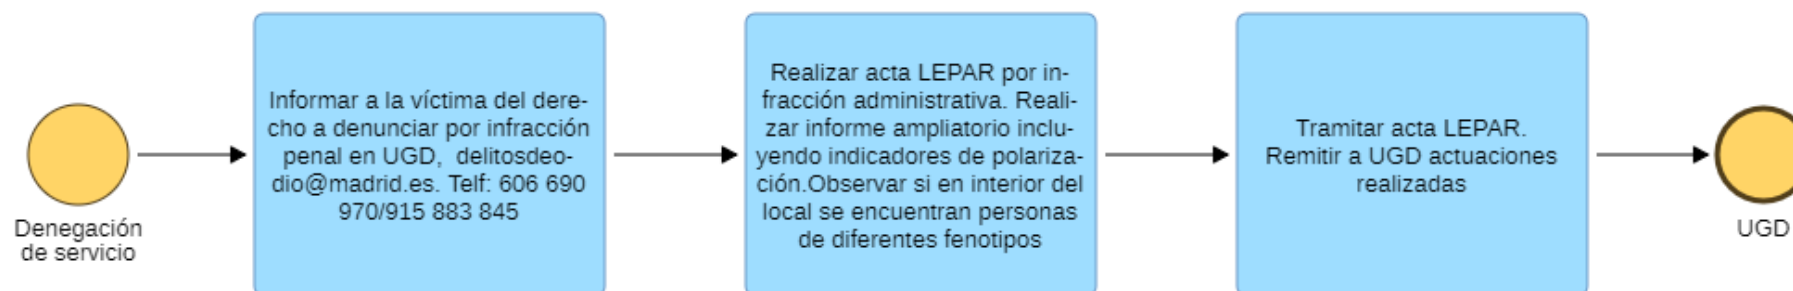 Denegación
de servicio
Informar a la víctima del dere-
cho a denunciar por infracción
penal en UGD,  delitosdeo-
dio@madrid.es. Telf: 606 690
970/915 883 845
Realizar acta LEPAR por in-
fracción administrativa. Reali-
zar informe ampliatorio inclu-
yendo indicadores de polariza-
ción.Observar si en interior del
local se encuentran personas
de diferentes fenotipos
Tramitar acta LEPAR.
Remitir a UGD actuaciones
realizadas
UGD